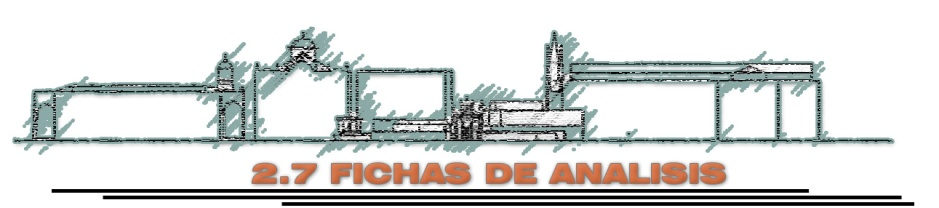 2.7 FICHAS DE ANALISIS